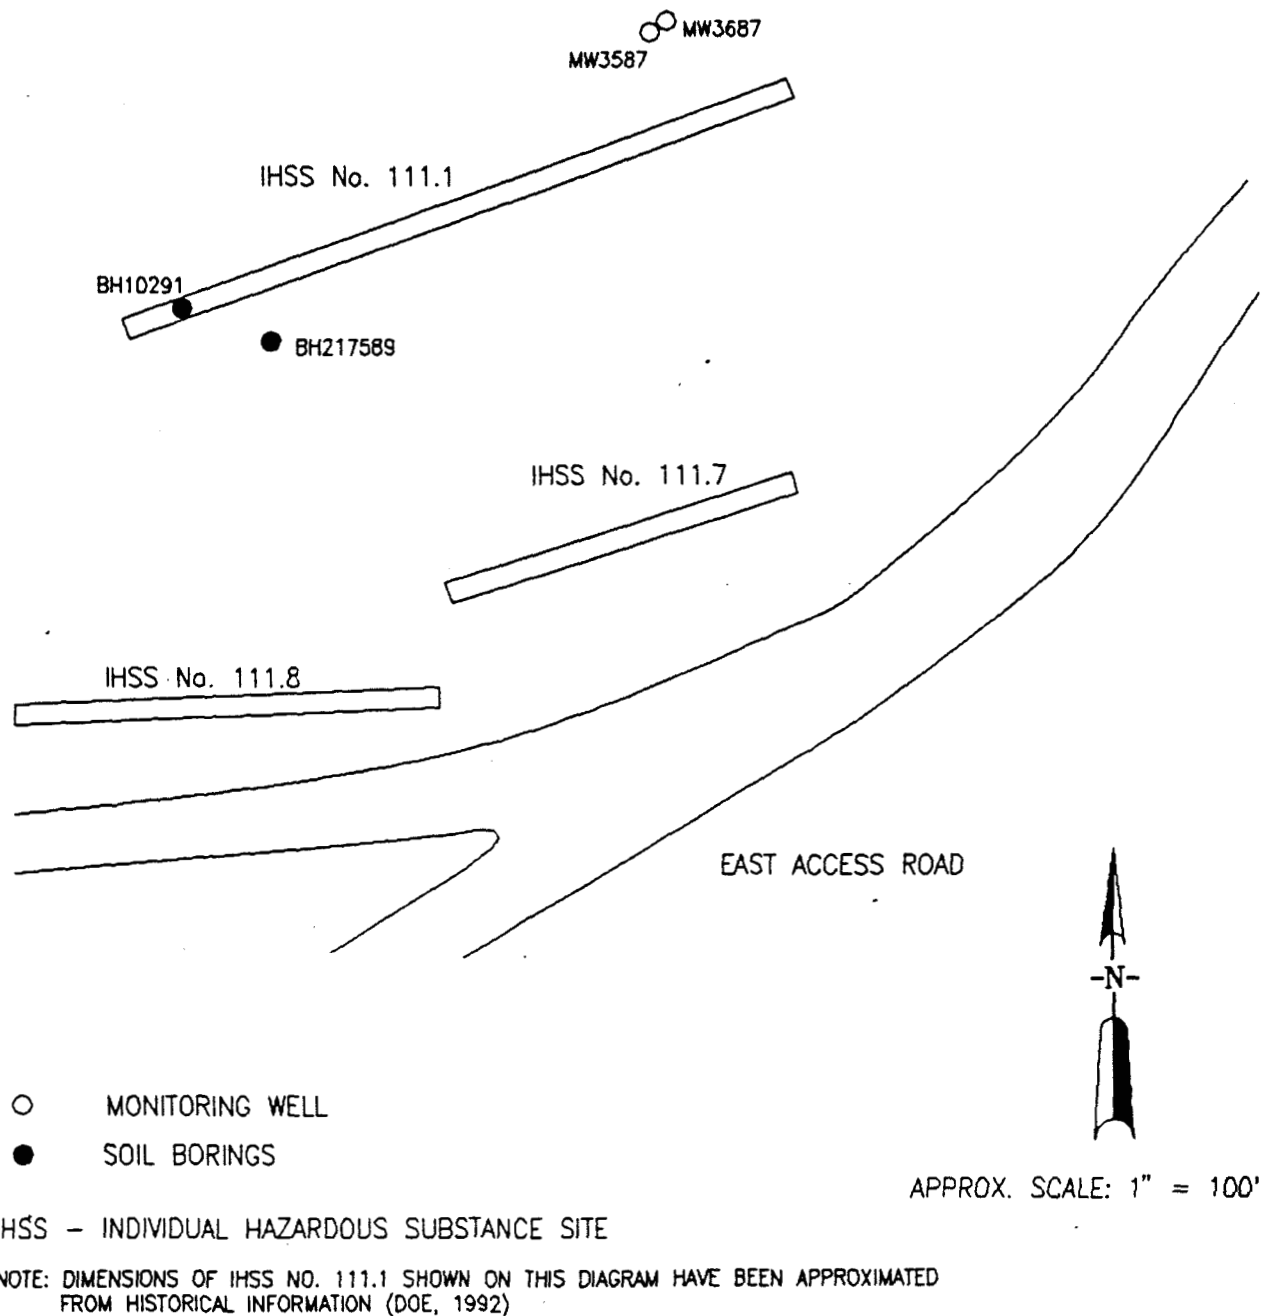 MW3687
MW3587
IHSS No. 111.1
BH10291
BH217589
IHSS No. 111.7
IHSS No. 111.8
EAST ACCESS ROAD
-N-
MONITORING WELL
SOIL BORINGS
APPROX. SCALE: 1" = 100'
HSS – INDIVIDUAL HAZARDOUS SUBSTANCE SITE
NOTE: DIMENSIONS OF IHSS NO. 111.1 SHOWN ON THIS DIAGRAM HAVE BEEN APPROXIMATED
FROM HISTORICAL INFORMATION (DOE, 1992)